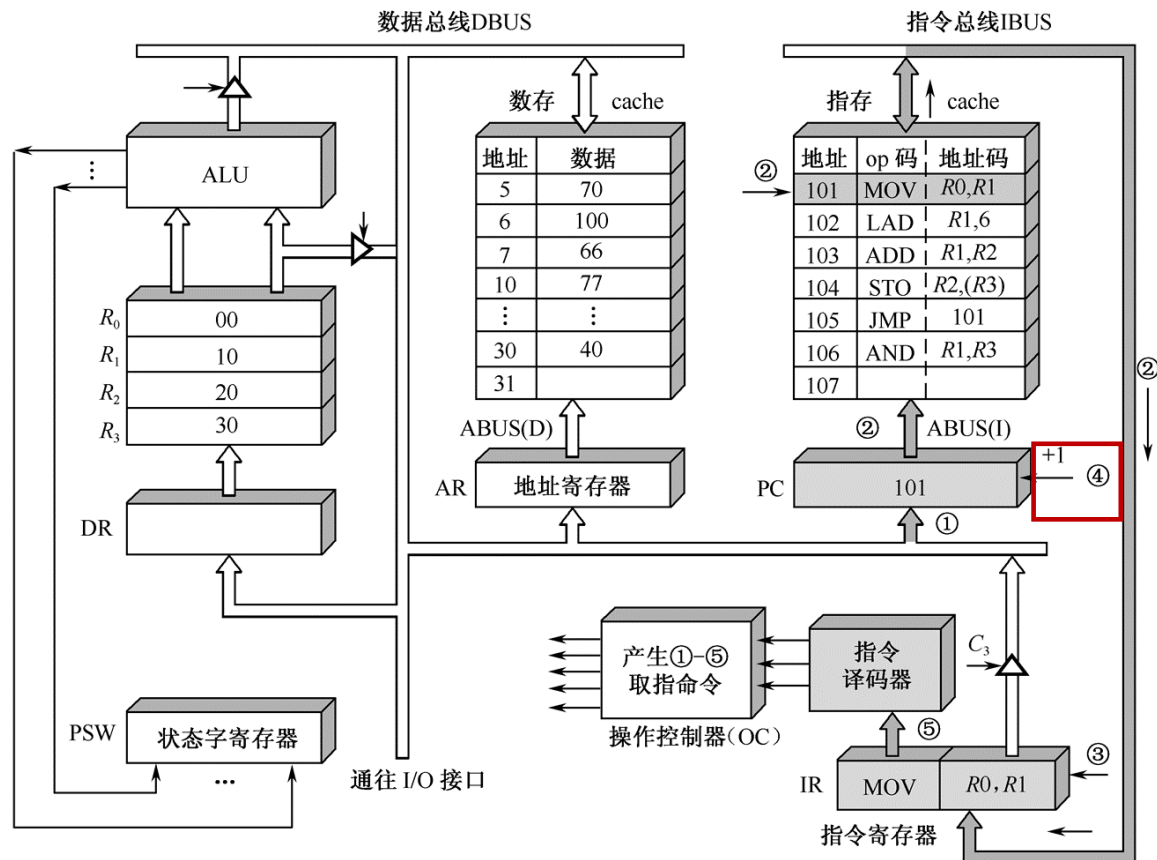 数据总线DBUS
指令总线IBUS
数存 cache
指存 cache
ALU
⋮
地址 数据
5 70
6 100
7 66
10 77
⋮ ⋮
30 40
31
地址 op 码 地址码
② 101 MOV R0,R1
102 LAD R1,6
103 ADD R1,R2
104 STO R2,(R3)
105 JMP 101
106 AND R1,R3
107
②
R0 00
R1 10
R2 20
R3 30
ABUS(D)
② ABUS(I)
AR 地址寄存器
PC 101
+1
④
①
DR
产生①-⑤
取指命令
操作控制器(OC)
指令
译码器
C3
⑤
③
PSW 状态字寄存器
...
通往 I/O 接口
IR MOV R0, R1
指令寄存器